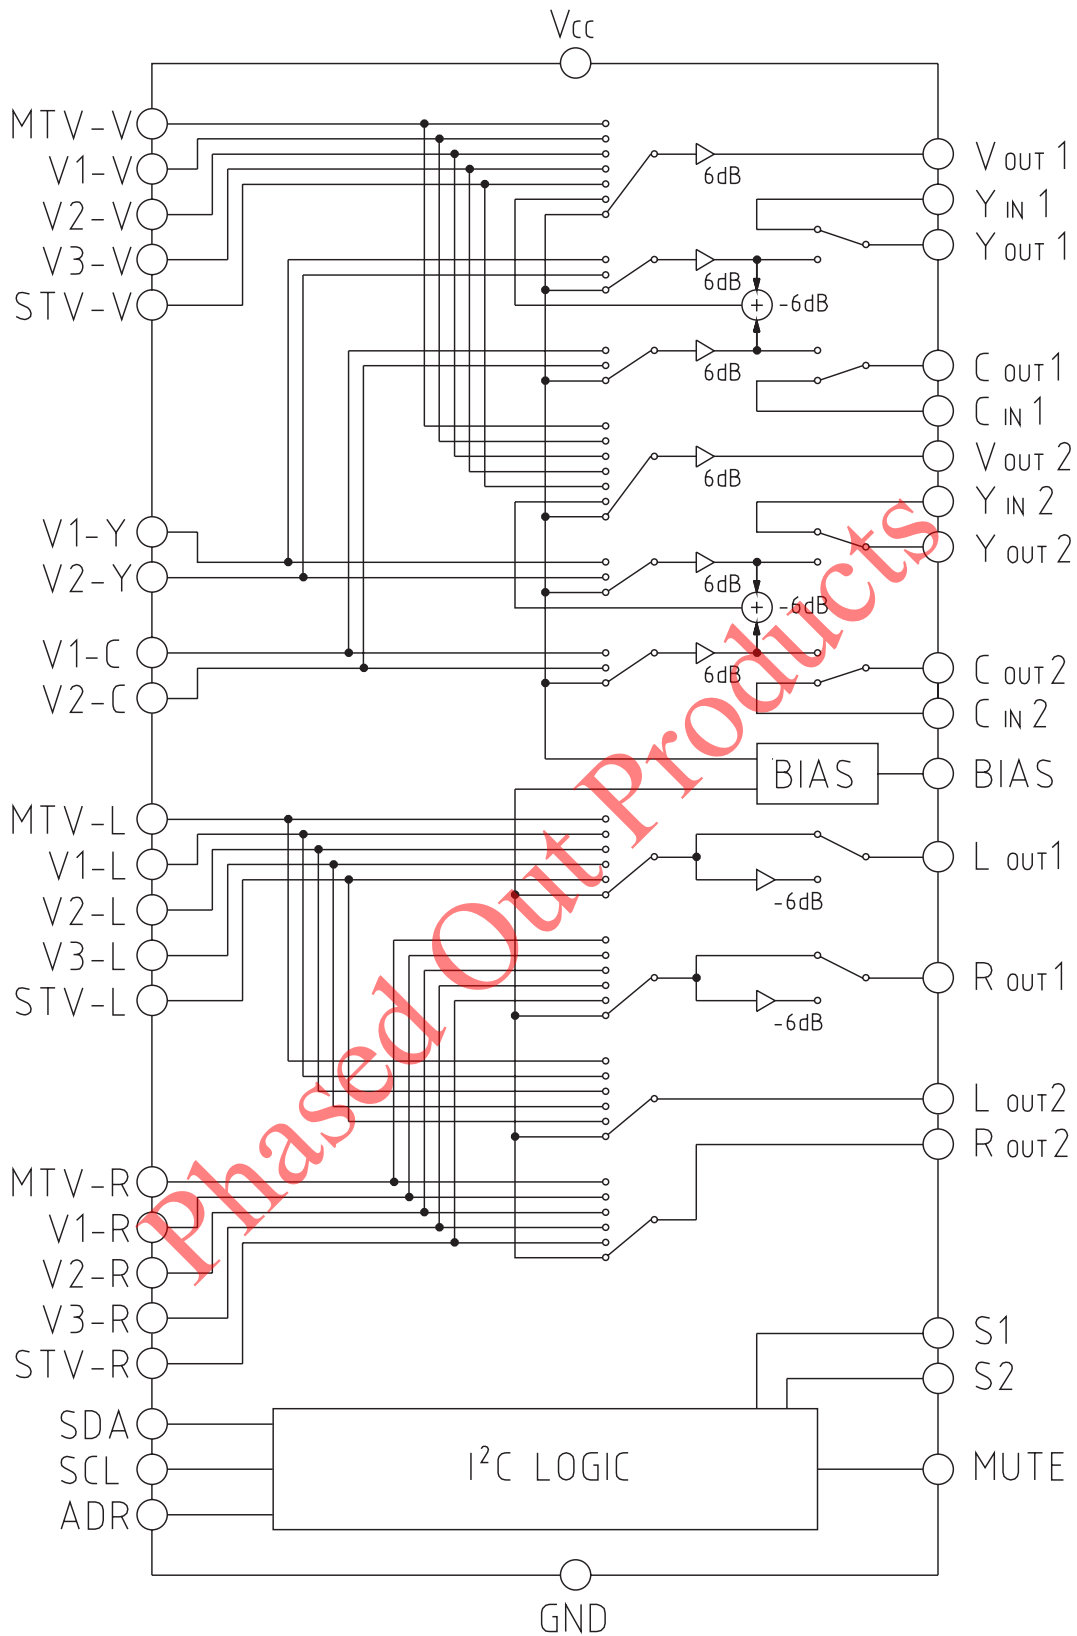 Vcc
MTV-V
V1-V
V2-V
V3-V
STV-V
6dB
V OUT 1
Y IN 1
Y OUT 1
6dB
-6dB
6dB
C OUT 1
C IN 1
V OUT 2
6dB
Y IN 2
Y OUT 2
V1-Y
V2-Y
6dB
-6dB
V1-C
V2-C
6dB
C OUT 2
C IN 2
BIAS
BIAS
MTV-L
V1-L
V2-L
V3-L
STV-L
L OUT1
-6dB
R OUT1
-6dB
L OUT2
R OUT2
MTV-R
V1-R
V2-R
V3-R
STV-R
S1
S2
SDA
SCL
ADR
I²C LOGIC
MUTE
GND
Phased Out Products